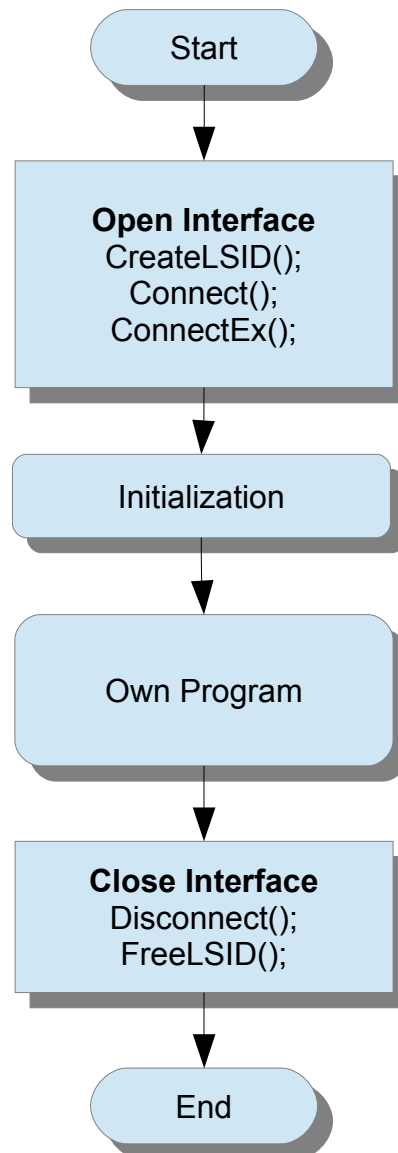 Start
Open Interface
CreateLSID();
Connect();
ConnectEx();
Initialization
Own Program
Close Interface
Disconnect();
FreeLSID();
End